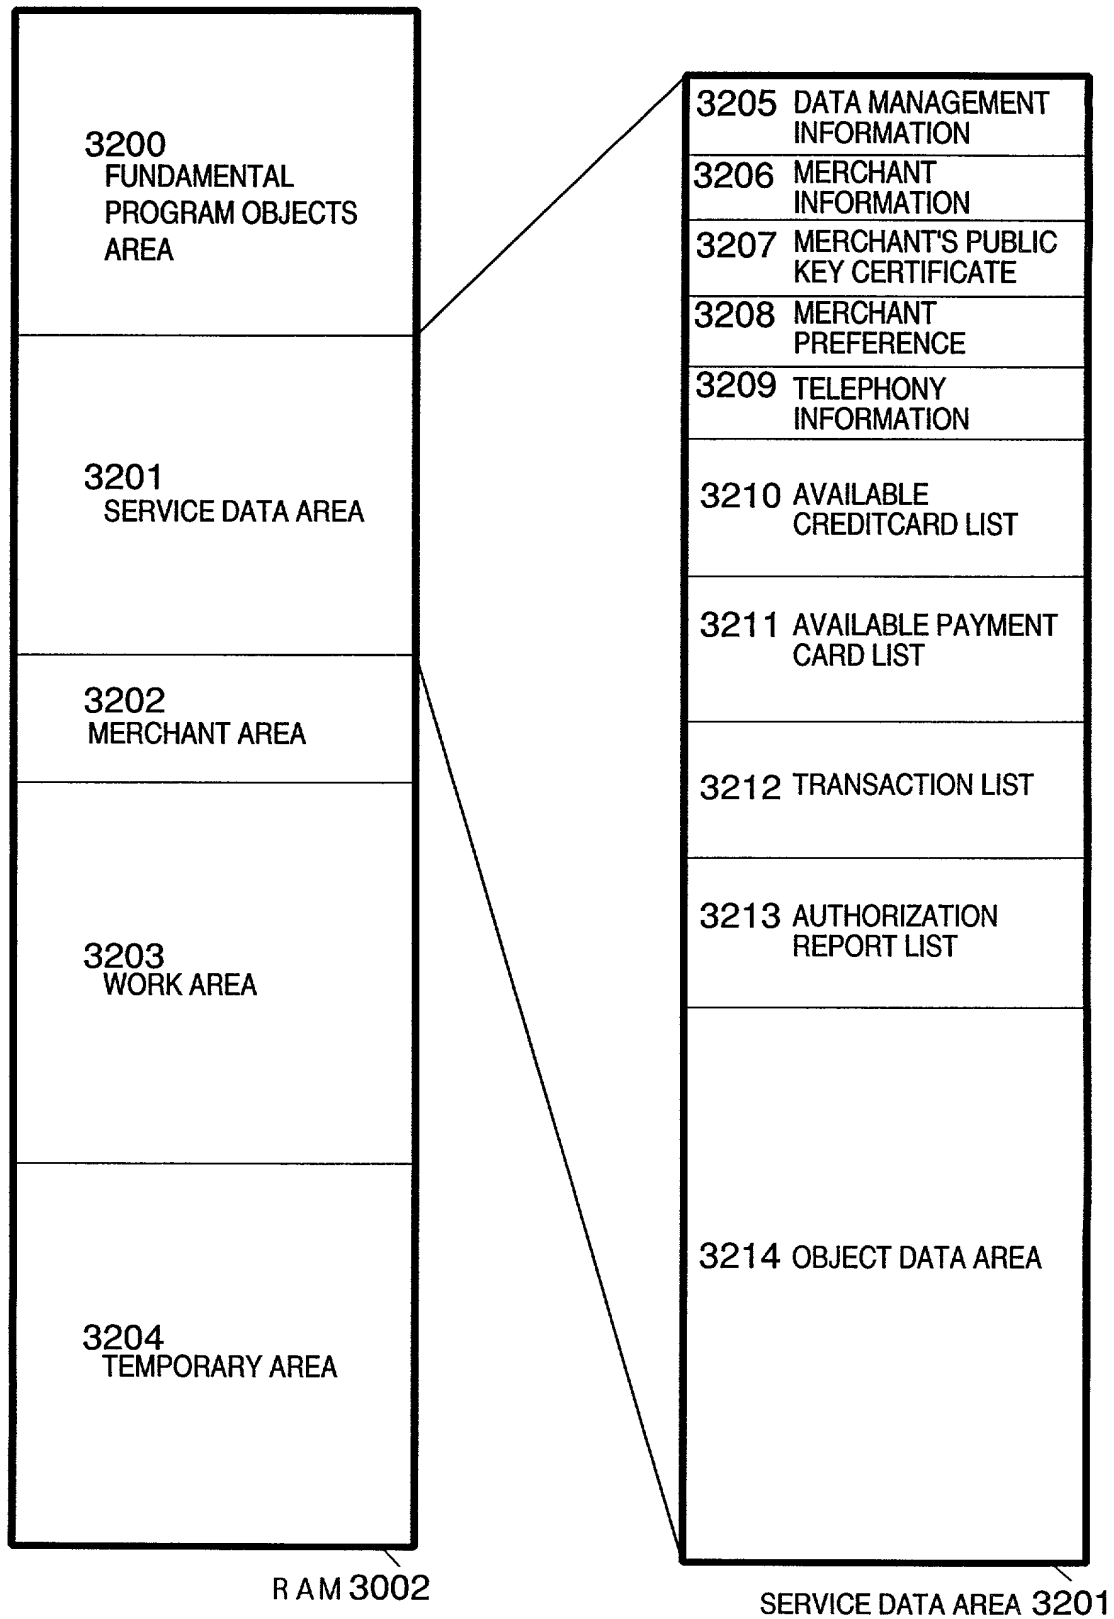 3200
FUNDAMENTAL
PROGRAM OBJECTS
AREA
3201
SERVICE DATA AREA
3202
MERCHANT AREA
3203
WORK AREA
3204
TEMPORARY AREA
RAM 3002
3205 DATA MANAGEMENT
INFORMATION
3206 MERCHANT
INFORMATION
3207 MERCHANT'S PUBLIC
KEY CERTIFICATE
3208 MERCHANT
PREFERENCE
3209 TELEPHONY
INFORMATION
3210 AVAILABLE
CREDITCARD LIST
3211 AVAILABLE PAYMENT
CARD LIST
3212 TRANSACTION LIST
3213 AUTHORIZATION
REPORT LIST
3214 OBJECT DATA AREA
SERVICE DATA AREA 3201